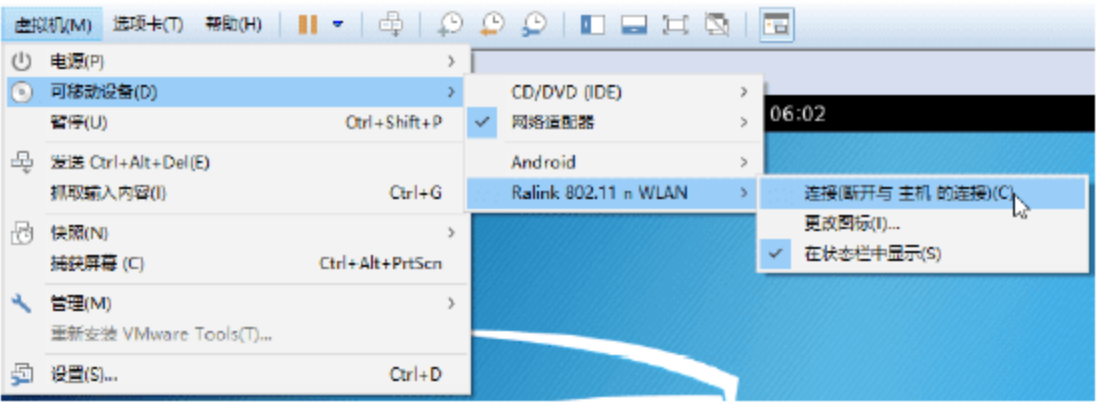 虚拟机(M) 选项卡(T) 帮助(H)
电源(P)
可移动设备(D)
暂停(U) Ctrl+Shift+P
发送 Ctrl+Alt+Del(E)
抓取输入内容(I) Ctrl+G
快照(N)
捕获屏幕 (C) Ctrl+Alt+PrtScn
管理(M)
重新安装 VMware Tools(T)...
设置(S)... Ctrl+D
CD/DVD (IDE)
网络适配器
Android
Ralink 802.11 n WLAN
06:02
连接(断开与 主机 的连接)(C)
更改图标(I)...
在状态栏中显示(S)